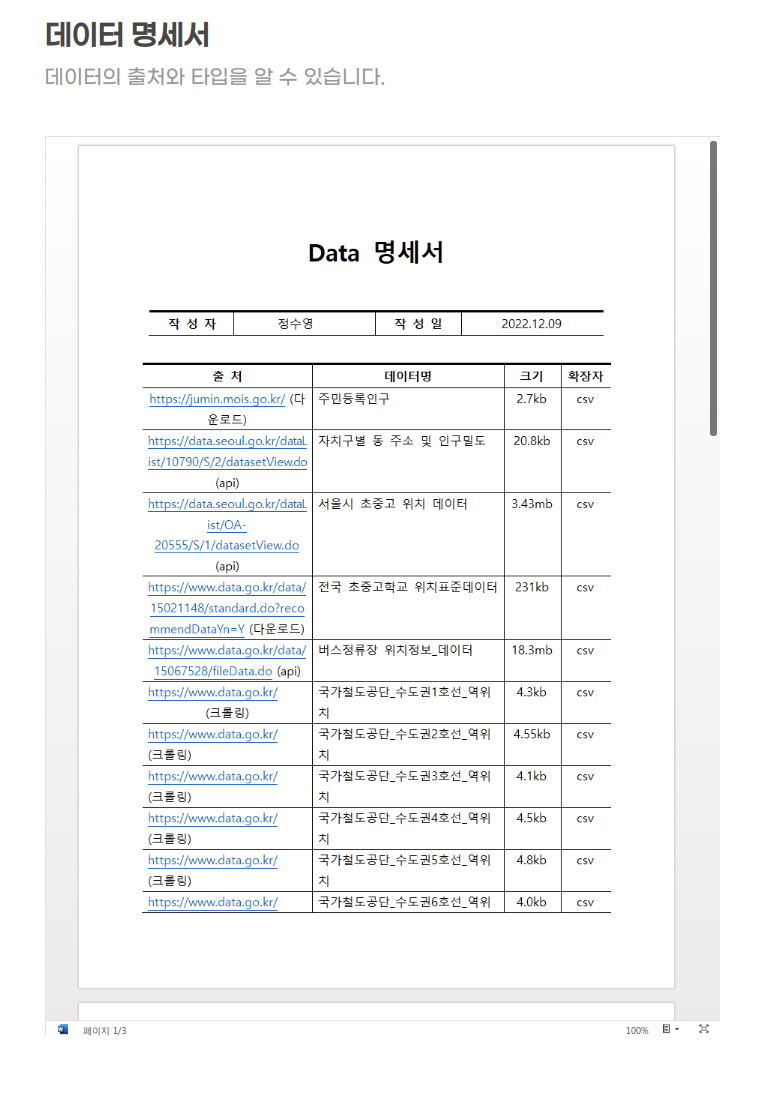 데이터 명세서
데이터의 출처와 타입을 알 수 있습니다.
Data 명세서
작 성 자 정수영 작 성 일 2022.12.09
출 처 데이터명 크기 확장자
https://jumin.mois.go.kr/ (다 주민등록인구 2.7kb csv
운로드)
https://data.seoul.go.kr/dataL 자치구별 동 주소 및 인구밀도 20.8kb csv
ist/10790/S/2/datasetView.do
(api)
https://data.seoul.go.kr/dataL 서울시 초중고 위치 데이터 3.43mb csv
ist/OA-
20555/S/1/datasetView.do
(api)
https://www.data.go.kr/data/ 전국 초중고학교 위치표준데이터 231kb csv
15021148/standard.do?reco
mmendDataYn=Y (다운로드)
https://www.data.go.kr/data/ 버스정류장 위치정보_데이터 18.3mb csv
15067528/fileData.do (api)
https://www.data.go.kr/ 국가철도공단_수도권1호선_역위 4.3kb csv
(크롤링) 치
https://www.data.go.kr/ 국가철도공단_수도권2호선_역위 4.55kb csv
(크롤링) 치
https://www.data.go.kr/ 국가철도공단_수도권3호선_역위 4.1kb csv
(크롤링) 치
https://www.data.go.kr/ 국가철도공단_수도권4호선_역위 4.5kb csv
(크롤링) 치
https://www.data.go.kr/ 국가철도공단_수도권5호선_역위 4.8kb csv
(크롤링) 치
https://www.data.go.kr/ 국가철도공단_수도권6호선_역위 4.0kb csv
페이지 1/3 100%